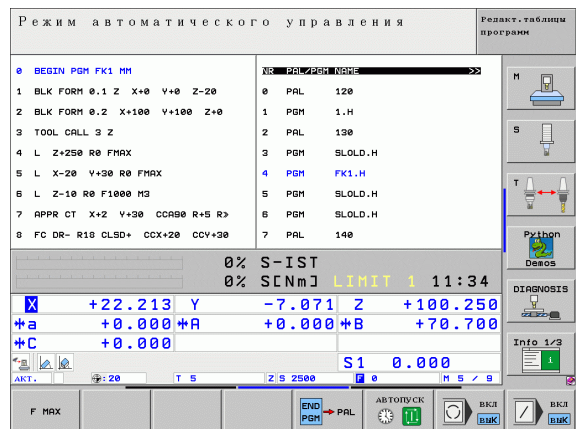 Режим автоматического управления
Редакт.таблицы
программ
0 BEGIN PGM FK1 MM
1 BLK FORM 0.1 Z X+0 Y+0 Z-20
2 BLK FORM 0.2 X+100 Y+100 Z+0
3 TOOL CALL 3 Z
4 L Z+250 R0 FMAX
5 L X-20 Y+30 R0 FMAX
6 L Z-10 R0 F1000 M3
7 APPR CT X+2 Y+30 CCA90 R+5 R»
8 FC DR- R18 CLSD+ CCX+20 CCY+30
NR PAL/PGM NAME >>
0 PAL 120
1 PGM 1.H
2 PAL 130
3 PGM SLOLD.H
4 PGM FK1.H
5 PGM SLOLD.H
6 PGM SLOLD.H
7 PAL 140
M
S
T
Python
Demos
DIAGNOSIS
Info 1/3
0% S-IST
0% S[Nm] LIMIT 1 11:34
X +22.213 Y -7.071 Z +100.250
a +0.000 A +0.000 B +70.700
C +0.000
S1 0.000
АКТ. : 20 T 5 Z S 2500 F 0 M 5 / 9
F MAX
END
PGM
PAL
АВТОПУСК
ВКЛ
ВЫК
ВКЛ
ВЫК